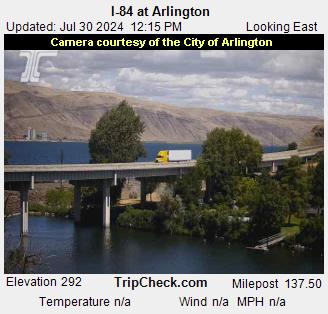 I-84 at Arlington
Updated: Jul 30 2024 12:15 PM Looking East
Camera courtesy of the City of Arlington
Elevation 292 TripCheck.com Milepost 137.50
Temperature n/a Wind n/a MPH n/a